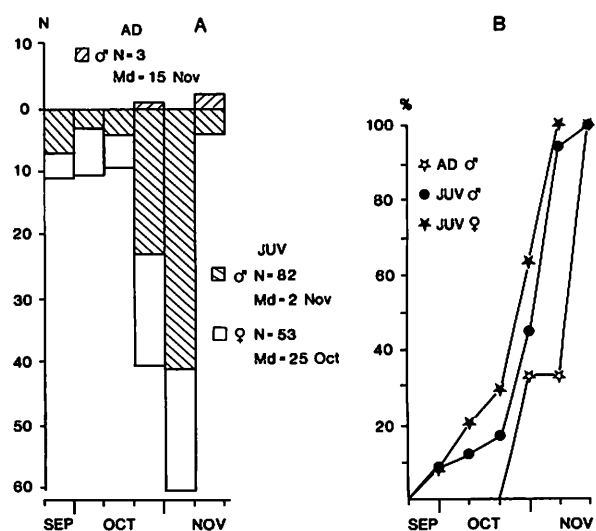 N
AD
A
♂ N=3
Md=15 Nov
10
0
10
20
30
40
50
60
JUV
♂ N=82
Md=2 Nov
♀ N=53
Md=25 Oct
SEP
OCT
NOV
B
%
100
80
60
40
20
AD ♂
JUV ♂
JUV ♀
SEP
OCT
NOV